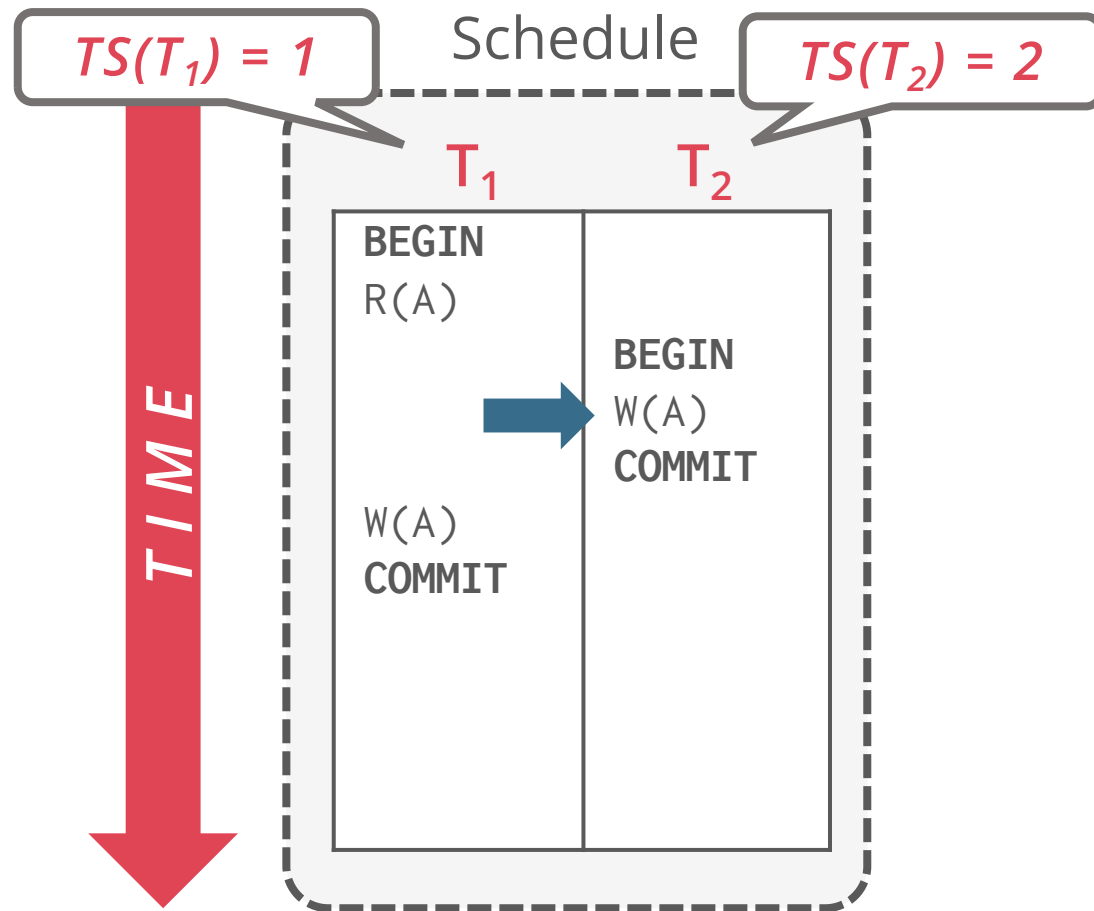 Schedule
TS(T₁) = 1
TS(T₂) = 2
T₁
T₂
TIME
BEGIN
R(A)
BEGIN
W(A)
COMMIT
W(A)
COMMIT